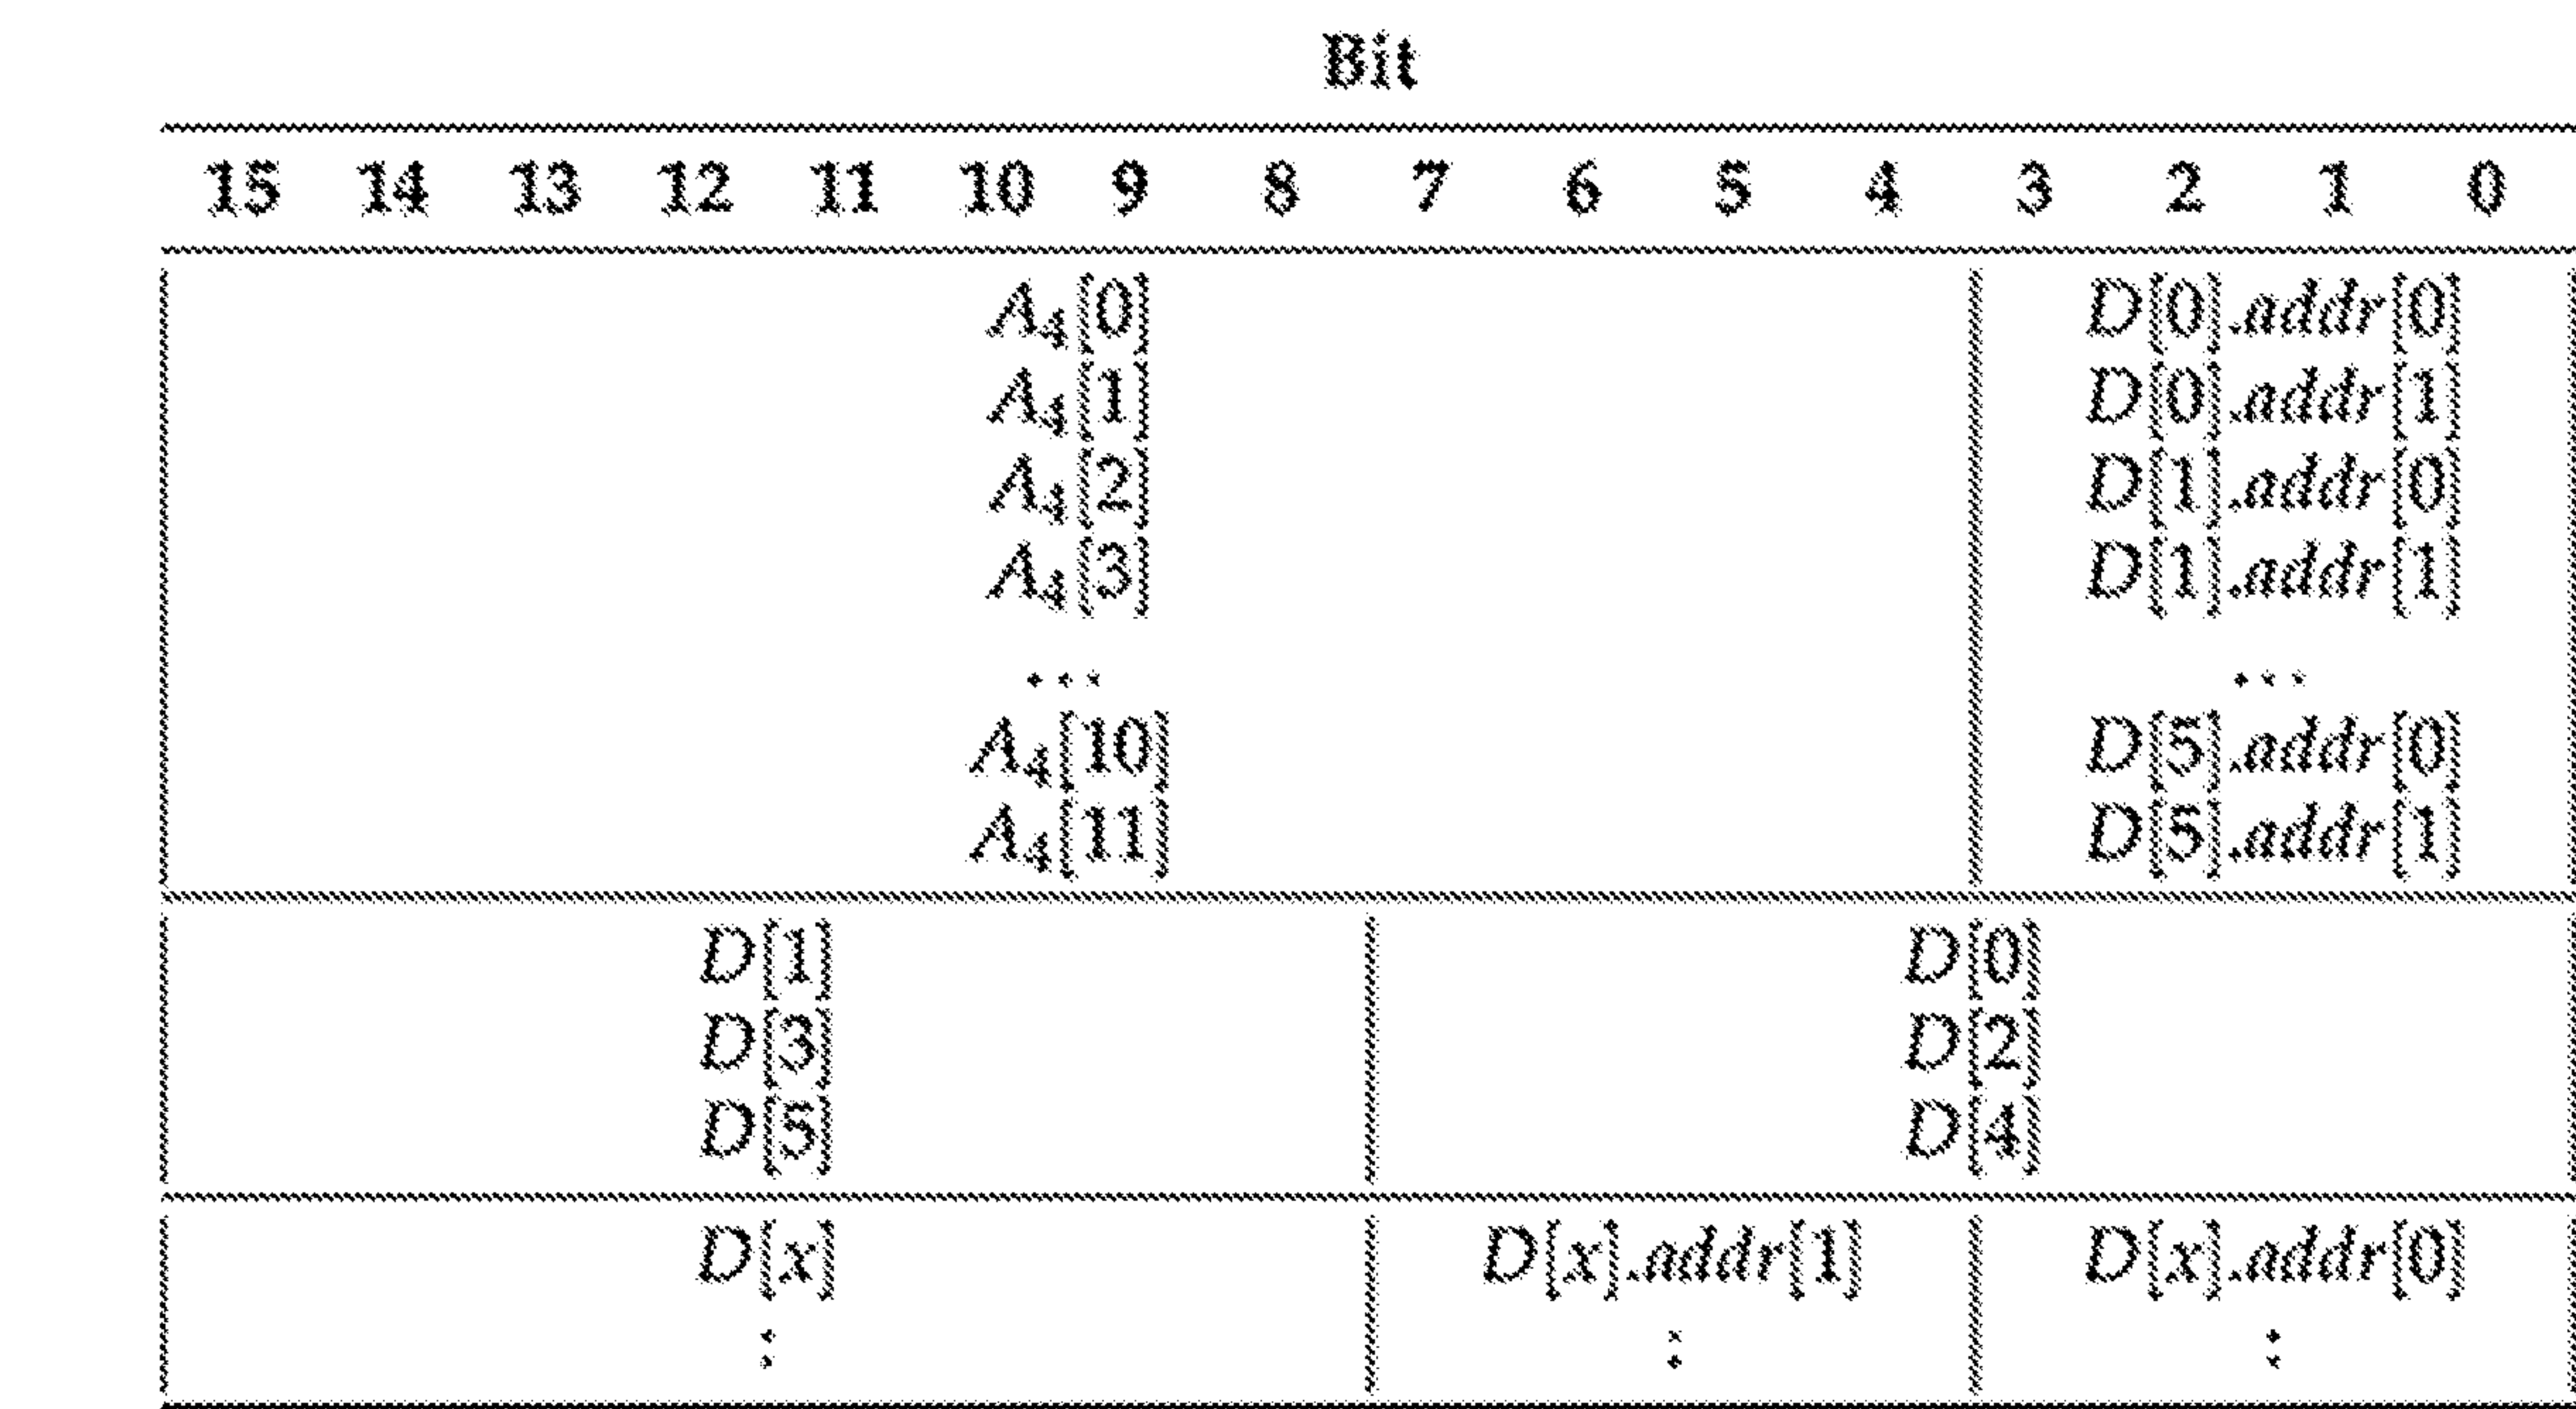 Bit
15 14 13 12 11 10 9 8 7 6 5 4 3 2 1 0
A₄[0] D[0].addr[0]
A₄[1] D[0].addr[1]
A₄[2] D[1].addr[0]
A₄[3] D[1].addr[1]
... ...
A₄[10] D[5].addr[0]
A₄[11] D[5].addr[1]
D[1] D[0]
D[3] D[2]
D[5] D[4]
D[x] D[x].addr[1] D[x].addr[0]
: : :